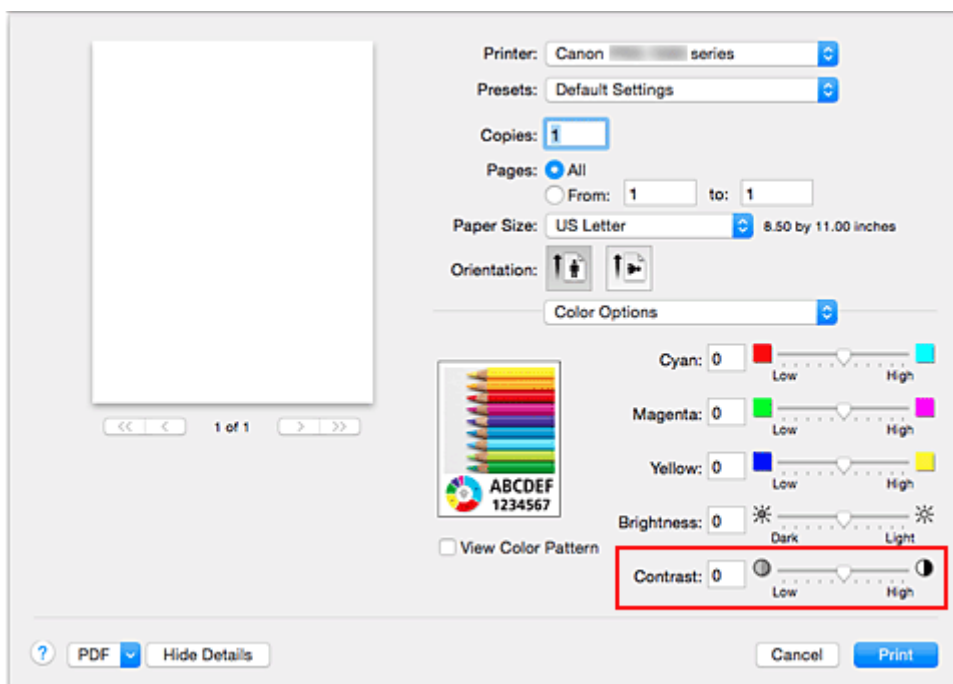 Printer: Canon series
Presets: Default Settings
Copies: 1
Pages: All
From: 1 to: 1
Paper Size: US Letter 8.50 by 11.00 inches
Orientation:
Color Options
Cyan: 0
Low High
Magenta: 0
Low High
Yellow: 0
Low High
Brightness: 0
Dark Light
Contrast: 0
Low High
ABCDEF
1234567
View Color Pattern
<< < 1 of 1 > >>
? PDF Hide Details Cancel Print